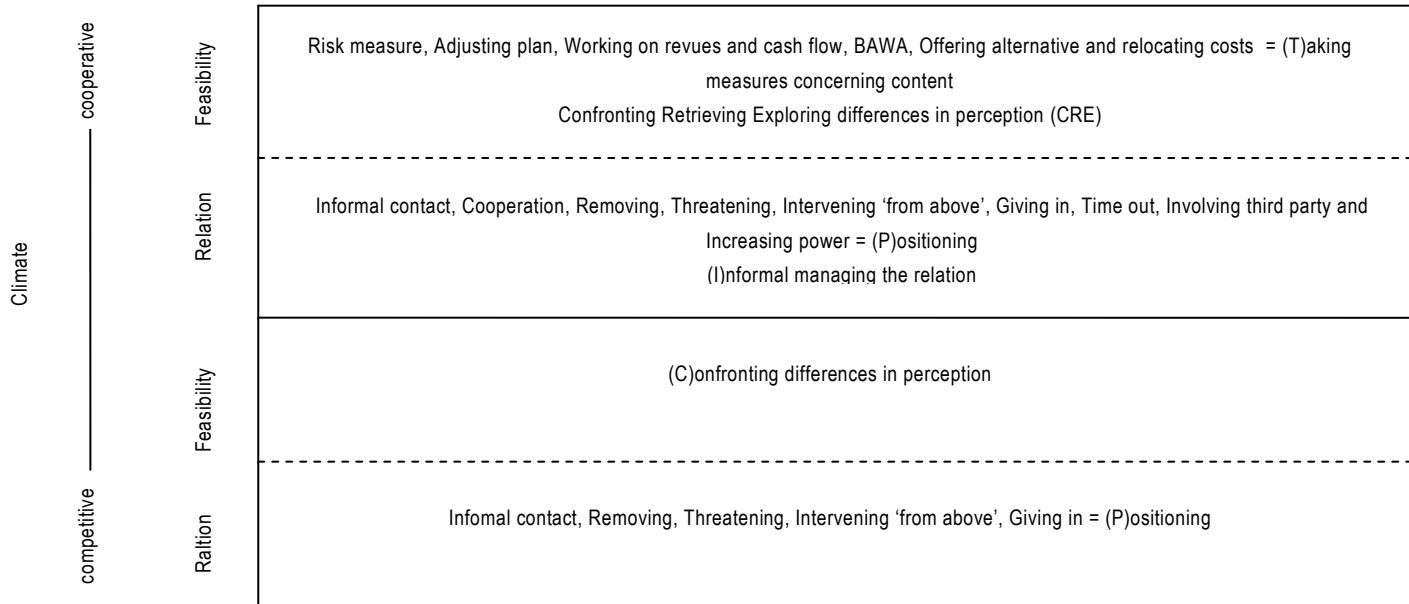 Climate
cooperative
competitive
Feasibility
Risk measure, Adjusting plan, Working on revues and cash flow, BAWA, Offering alternative and relocating costs = (T)aking
measures concerning content
Confronting Retrieving Exploring differences in perception (CRE)
Relation
Informal contact, Cooperation, Removing, Threatening, Intervening ‘from above’, Giving in, Time out, Involving third party and
Increasing power = (P)ositioning
(I)nformal managing the relation
Feasibility
(C)onfronting differences in perception
Raltion
Infomal contact, Removing, Threatening, Intervening ‘from above’, Giving in = (P)ositioning